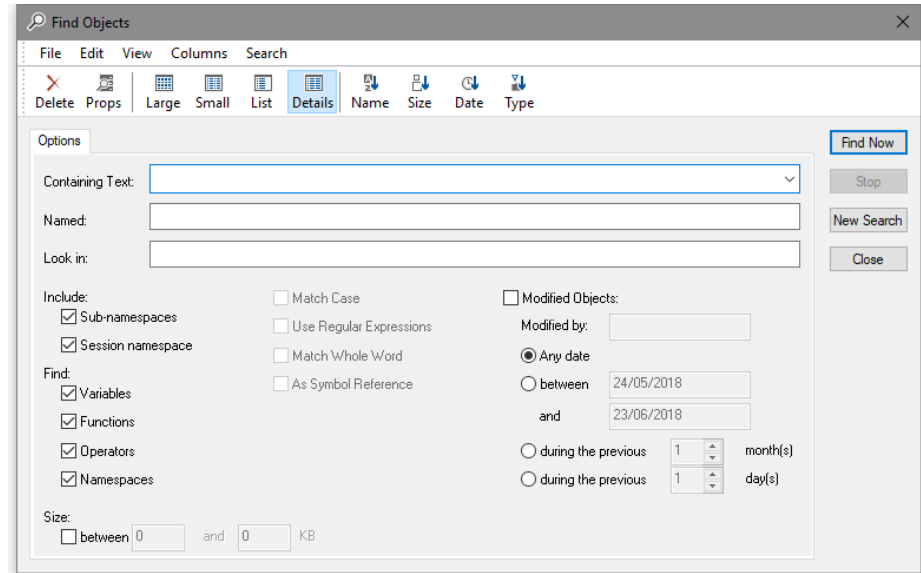 Find Objects
File Edit View Columns Search
Delete Props Large Small List Details Name Size Date Type
Options
Find Now
Containing Text:
Stop
Named:
New Search
Look in:
Close
Include:
Match Case
Modified Objects:
Sub-namespaces
Use Regular Expressions
Modified by:
Session namespace
Match Whole Word
Any date
Find:
As Symbol Reference
between 24/05/2018
Variables
and 23/06/2018
Functions
Operators
during the previous 1 month(s)
Namespaces
during the previous 1 day(s)
Size:
between 0 and 0 KB